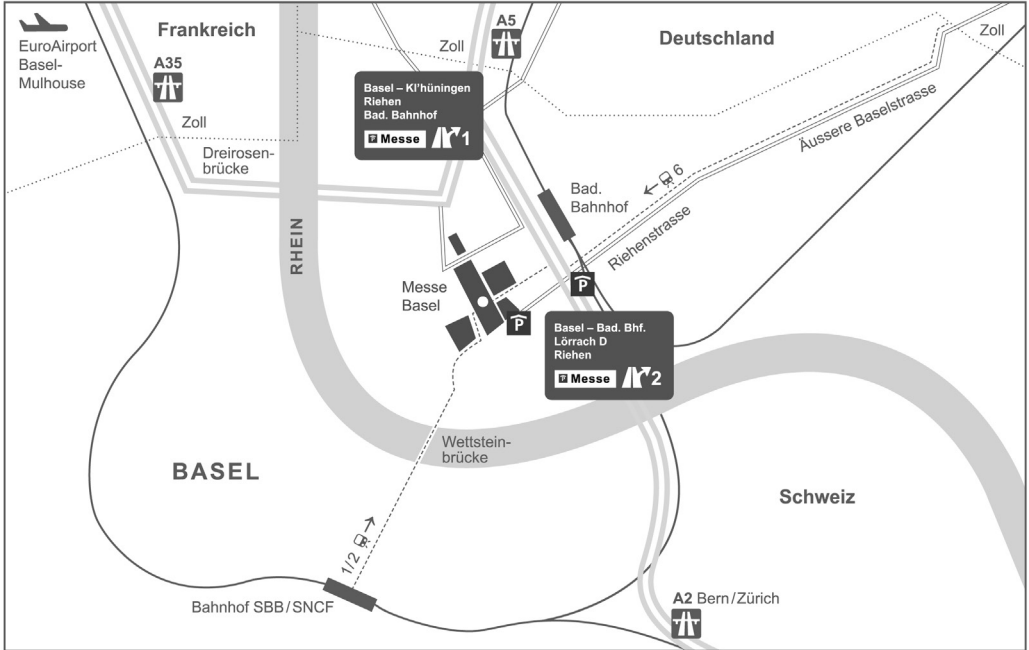 EuroAirport
Basel-
Mulhouse
Frankreich
A35
Zoll
Dreirosen-
brücke
Zoll
A5
Deutschland
Zoll
Basel – Kl'hüningen
Riehen
Bad. Bahnhof
P Messe 1
Äussere Baselstrasse
6
Bad.
Bahnhof
Riehenstrasse
RHEIN
Messe
Basel
P
P
Basel – Bad. Bhf.
Lörrach D
Riehen
P Messe 2
Wettstein-
brücke
BASEL
Schweiz
1/2
Bahnhof SBB/SNCF
A2 Bern/Zürich